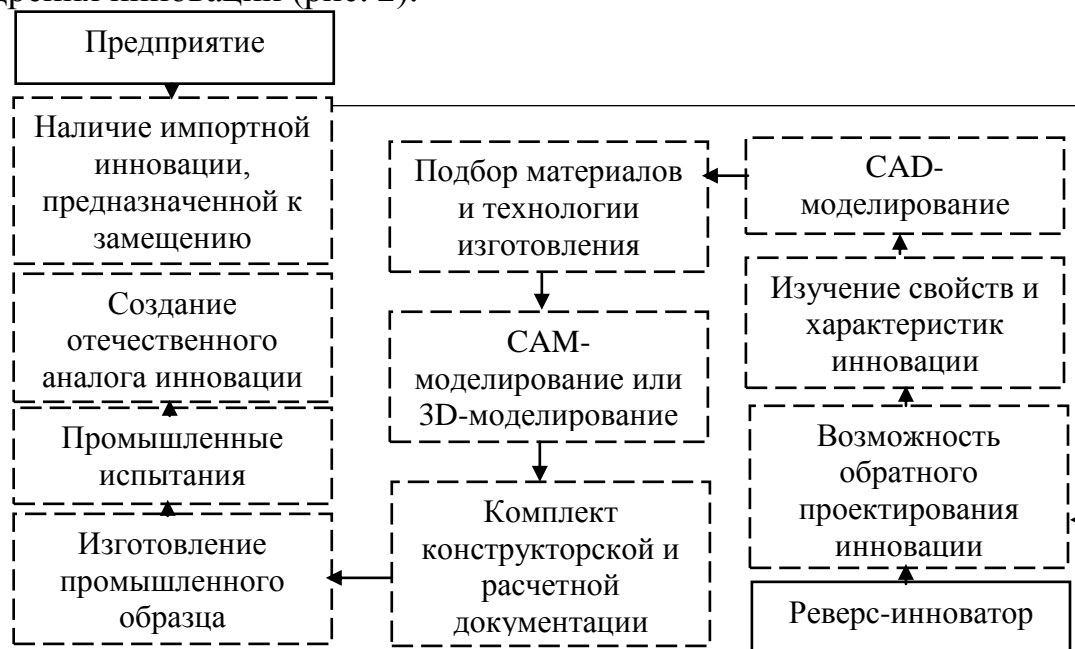 дрения инноваций (рис. 2).
Предприятие
Наличие импортной
инновации,
предназначенной к
замещению
Создание
отечественного
аналога инновации
Промышленные
испытания
Изготовление
промышленного
образца
Подбор материалов
и технологии
изготовления
CAM-
моделирование или
3D-моделирование
Комплект
конструкторской и
расчетной
документации
CAD-
моделирование
Изучение свойств и
характеристик
инновации
Возможность
обратного
проектирования
инновации
Реверс-инноватор